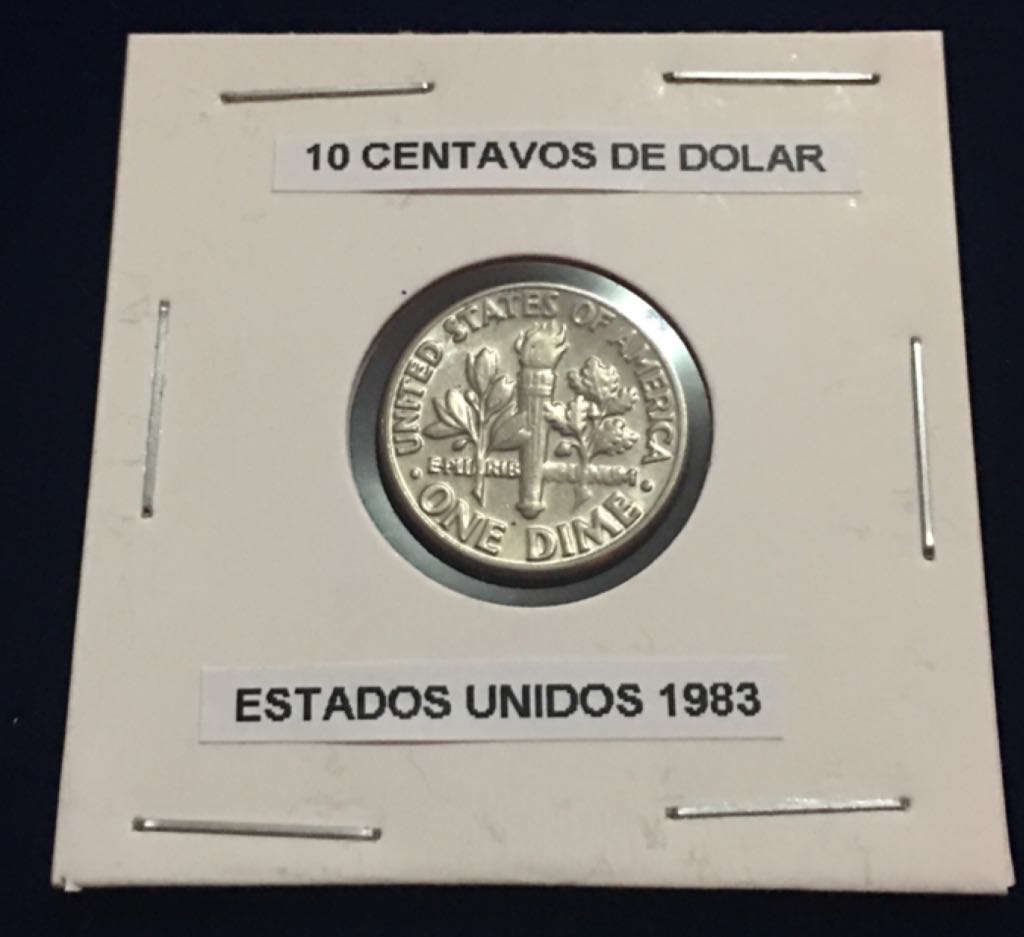 10 CENTAVOS DE DOLAR
UNITED STATES OF AMERICA
E PLURIBUS UNUM
ONE DIME
ESTADOS UNIDOS 1983